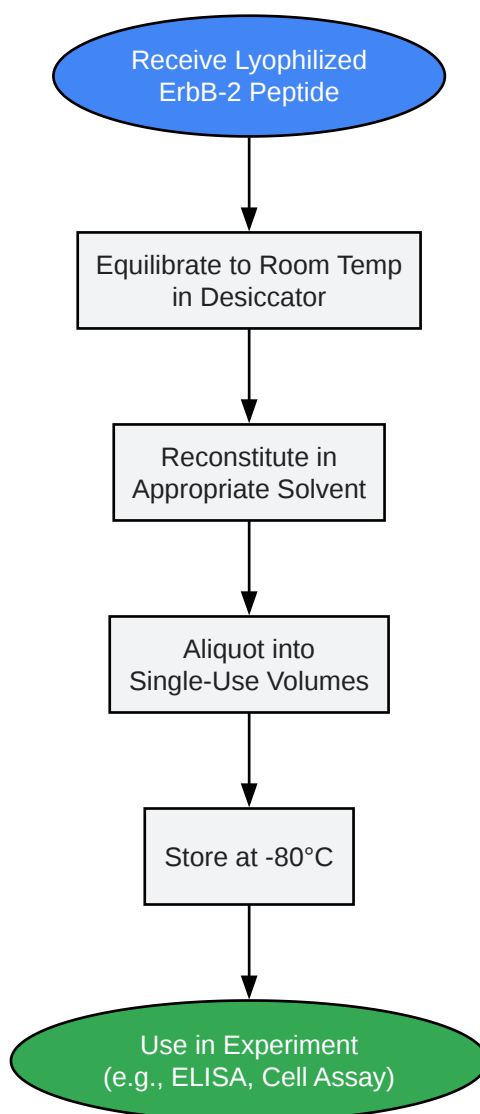 Receive Lyophilized
ErbB-2 Peptide
Equilibrate to Room Temp
in Desiccator
Reconstitute in
Appropriate Solvent
Aliquot into
Single-Use Volumes
Store at -80°C
Use in Experiment
(e.g., ELISA, Cell Assay)